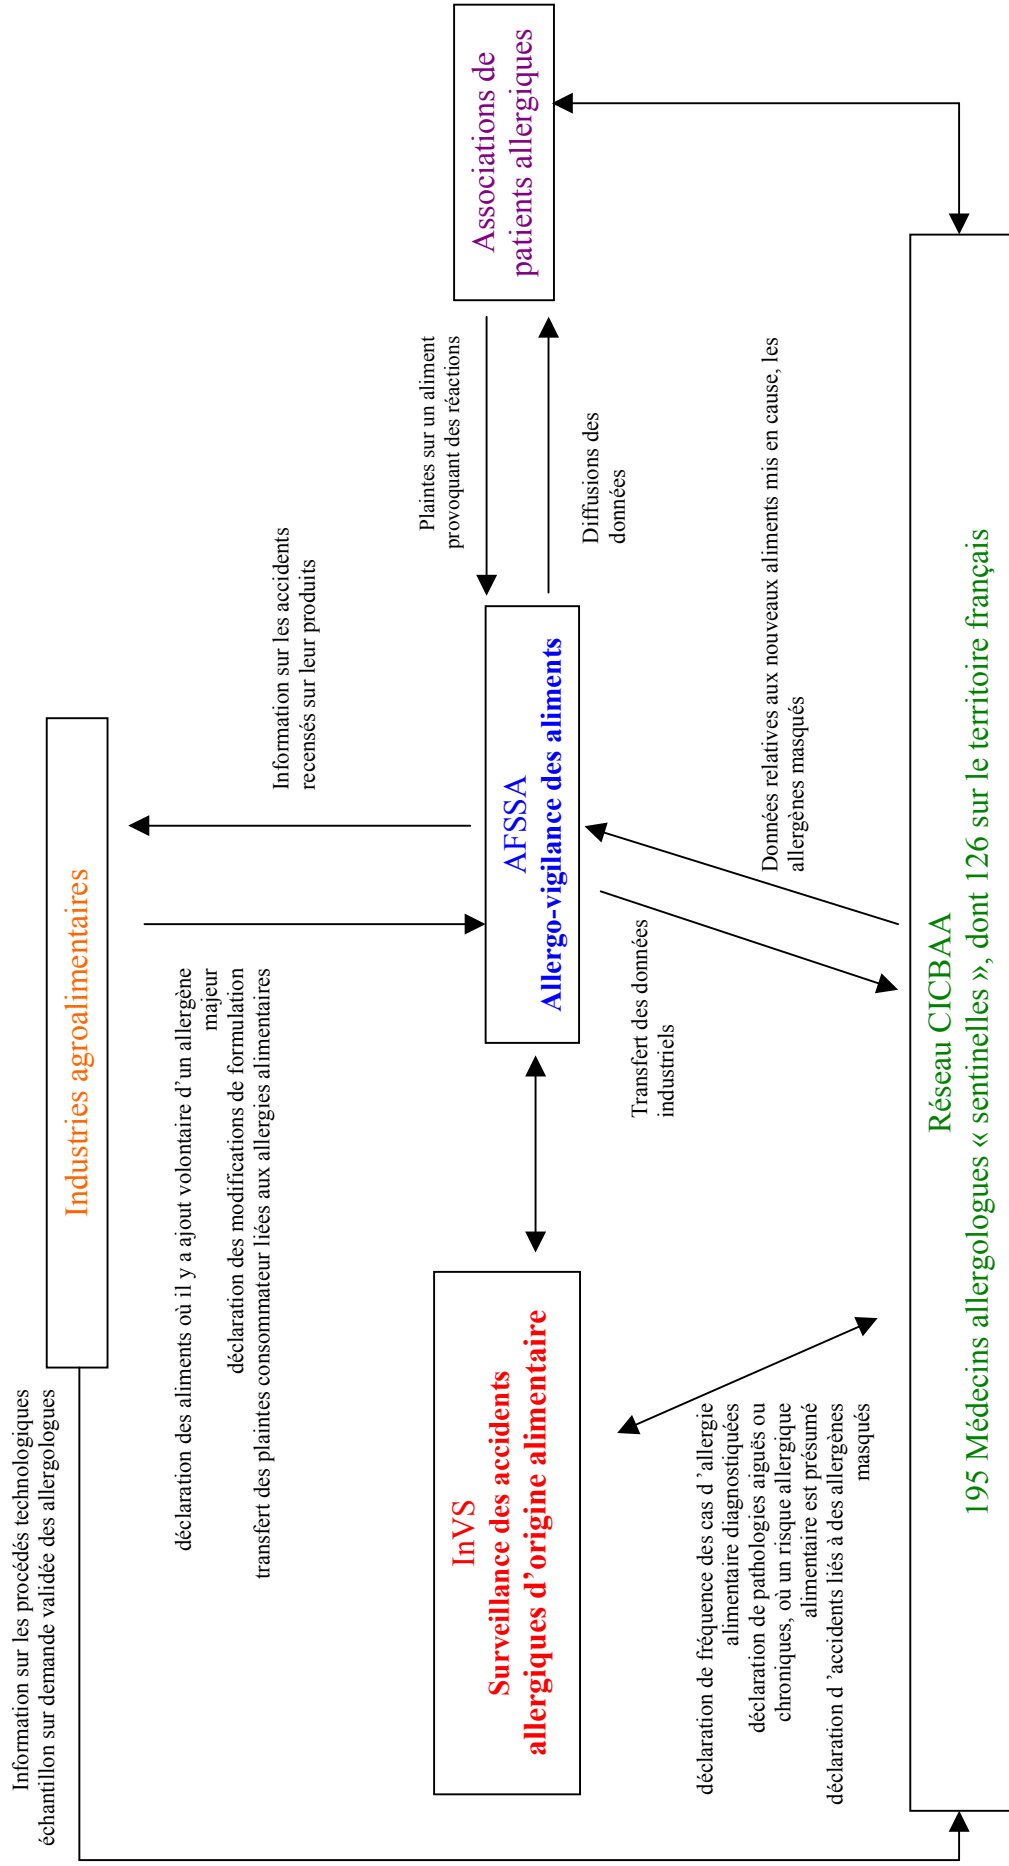 Information sur les procédés technologiques
échantillon sur demande validée des allergologues
Industries agroalimentaires
déclaration des aliments où il y a ajout volontaire d’un allergène
majeur
déclaration des modifications de formulation
transfert des plaintes consommateur liées aux allergies alimentaires
Information sur les accidents
recensés sur leur produits
InVS
Surveillance des accidents
allergiques d’origine alimentaire
AFSSA
Allergo-vigilance des aliments
Plaintes sur un aliment
provoquant des réactions
Diffusions des
données
Associations de
patients allergiques
déclaration de fréquence des cas d ’allergie
alimentaire diagnostiquées
déclaration de pathologies aiguës ou
chroniques, où un risque allergique
alimentaire est présumé
déclaration d ’accidents liés à des allergènes
masqués
Transfert des données
industriels
Données relatives aux nouveaux aliments mis en cause, les
allergènes masqués
Réseau CICBAA
195 Médecins allergologues « sentinelles », dont 126 sur le territoire français